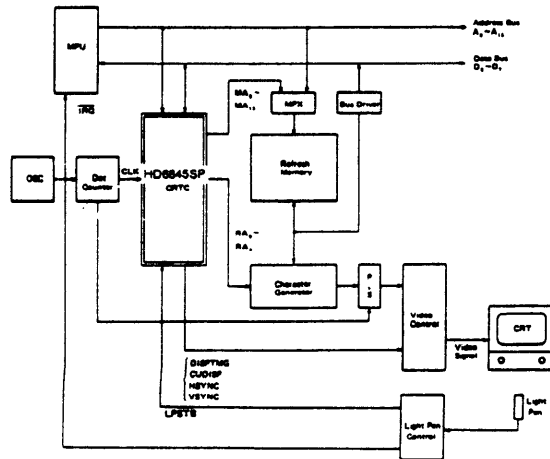 MPU
Address Bus
A₀~A₁₅
Data Bus
D₀~D₇
IRQ
MA₀~
MA₁₃
MPX
Bus Driver
OSC
Dot
Counter
CLK
HD6845SP
CRTC
Refresh
Memory
RA₀~
RA₄
Character
Generator
P
S
Video Control
CRT
Video
Signal
DISPTMG
CUDISP
HSYNC
VSYNC
LPSTB
Light Pen
Control
Light
Pen